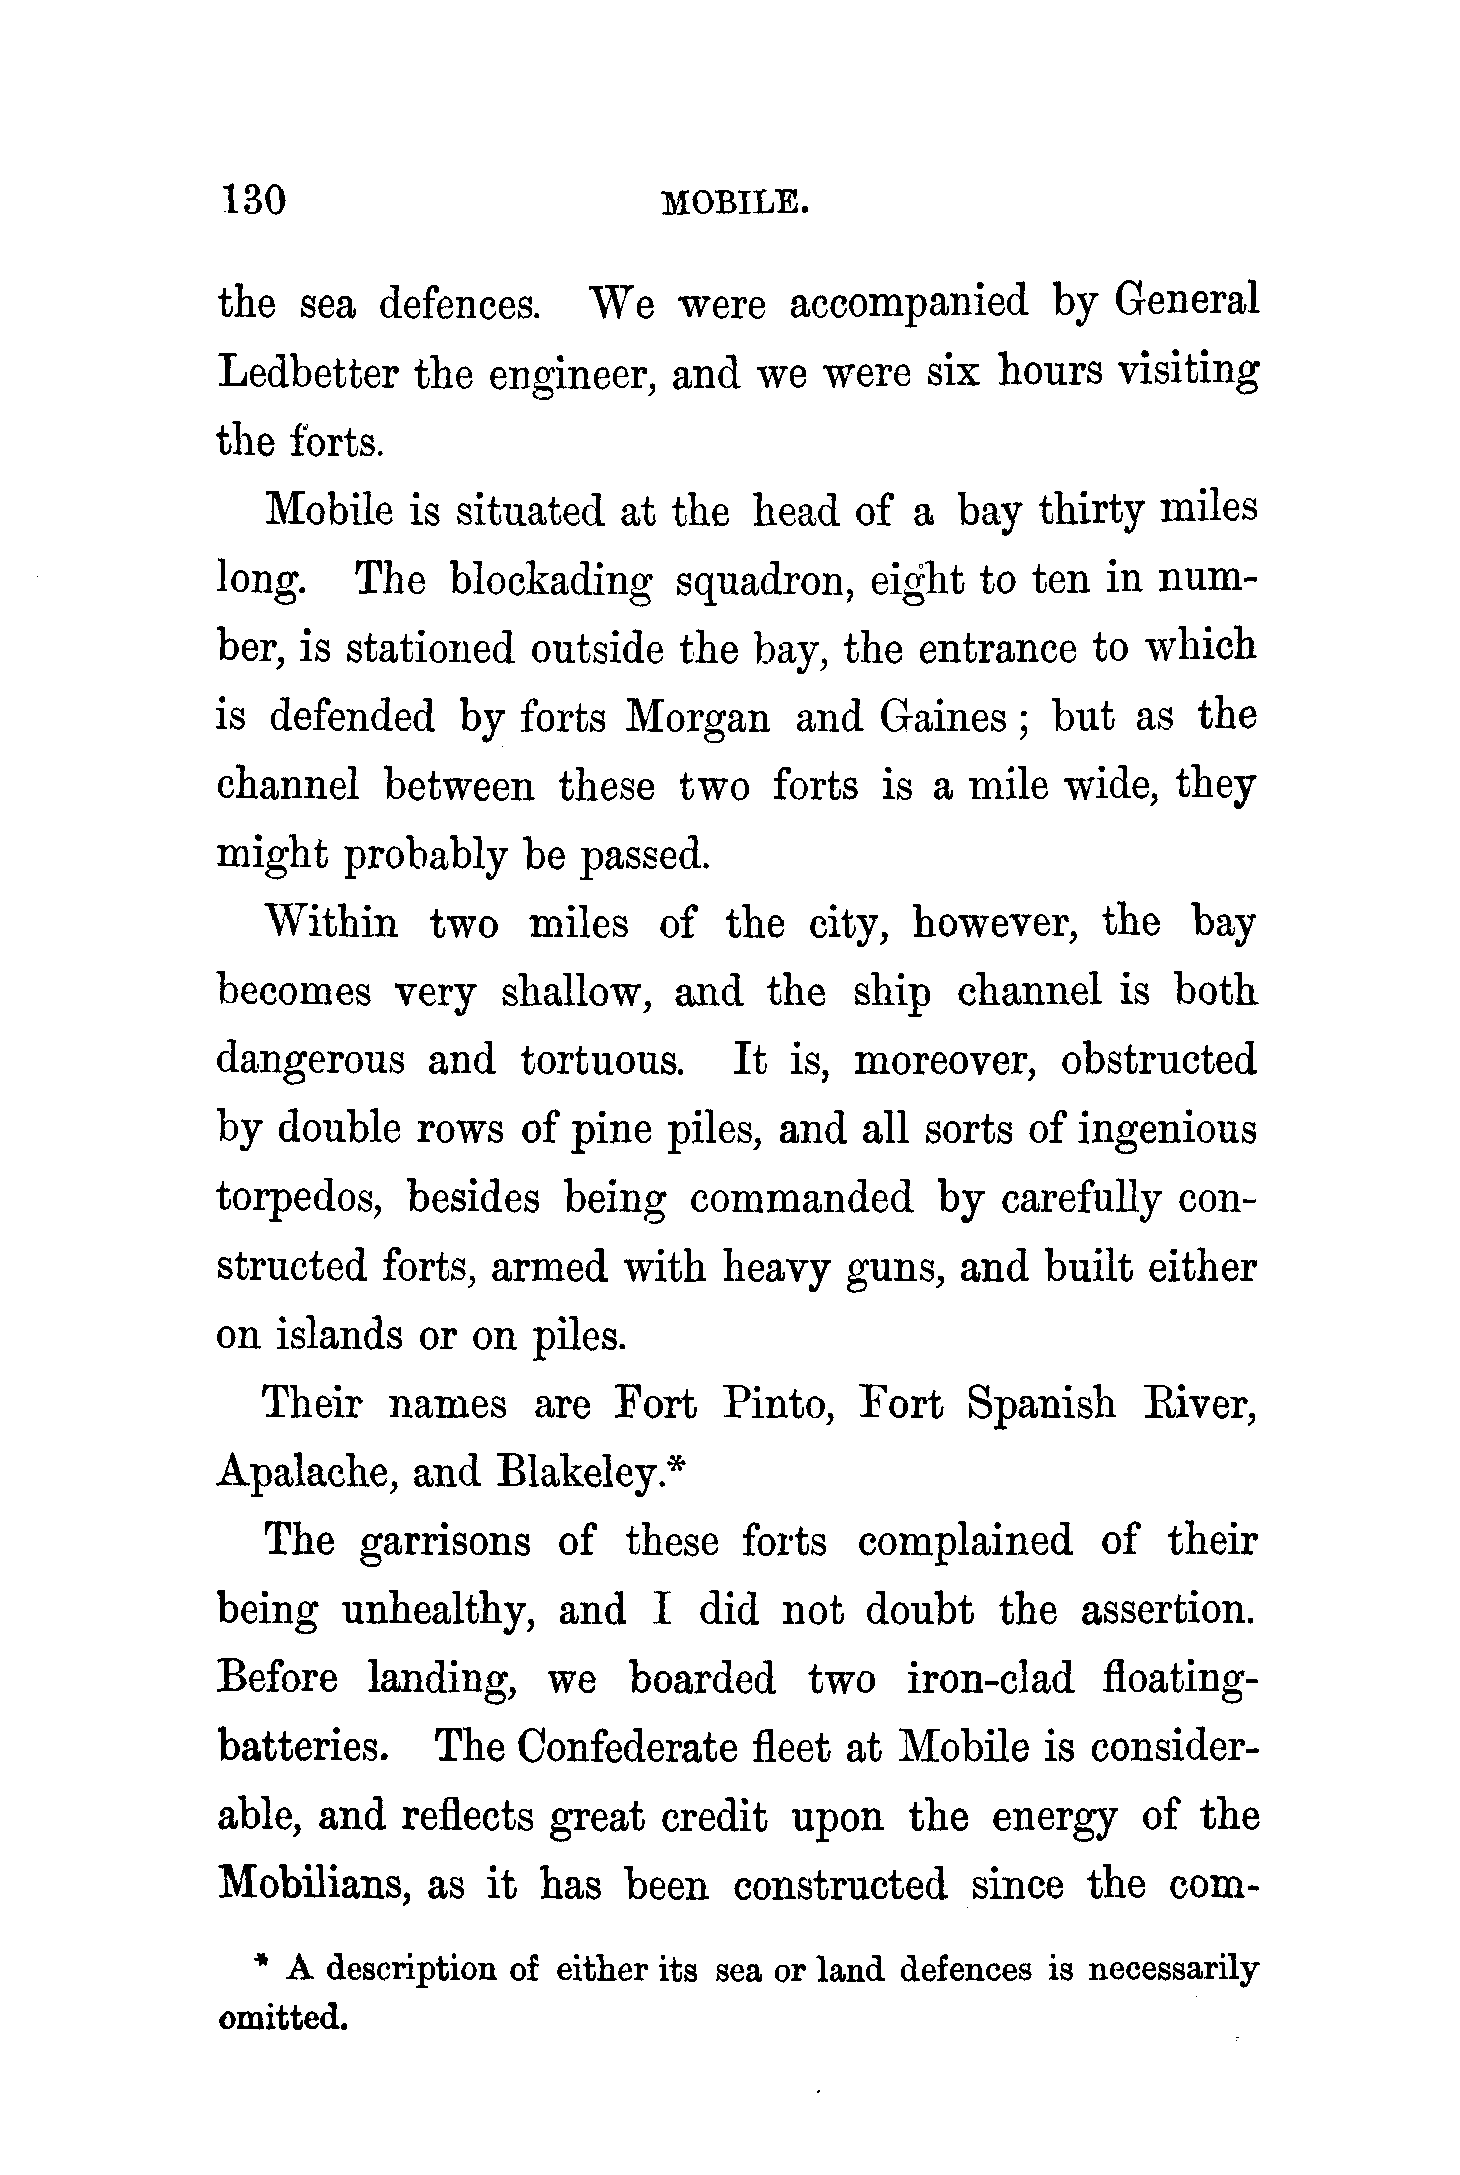 130 MOBILE.
the sea defences. We were accompanied by General
Ledbetter the engineer, and we were six hours visiting
the forts.
Mobile is situated at the head of a bay thirty miles
long. The blockading squadron, eight to ten in num-
ber, is stationed outside the bay, the entrance to which
is defended by forts Morgan and Gaines ; but as the
channel between these two forts is a mile wide, they
might probably be passed.
Within two miles of the city, however, the bay
becomes very shallow, and the ship channel is both
dangerous and tortuous. It is, moreover, obstructed
by double rows of pine piles, and all sorts of ingenious
torpedos, besides being commanded by carefully con-
structed forts, armed with heavy guns, and built either
on islands or on piles.
Their names are Fort Pinto, Fort Spanish River,
Apalache, and Blakeley.*
The garrisons of these forts complained of their
being unhealthy, and I did not doubt the assertion.
Before landing, we boarded two iron-clad floating-
batteries. The Confederate fleet at Mobile is consider-
able, and reflects great credit upon the energy of the
Mobilians, as it has been constructed since the com-
* A description of either its sea or land defences is necessarily
omitted.